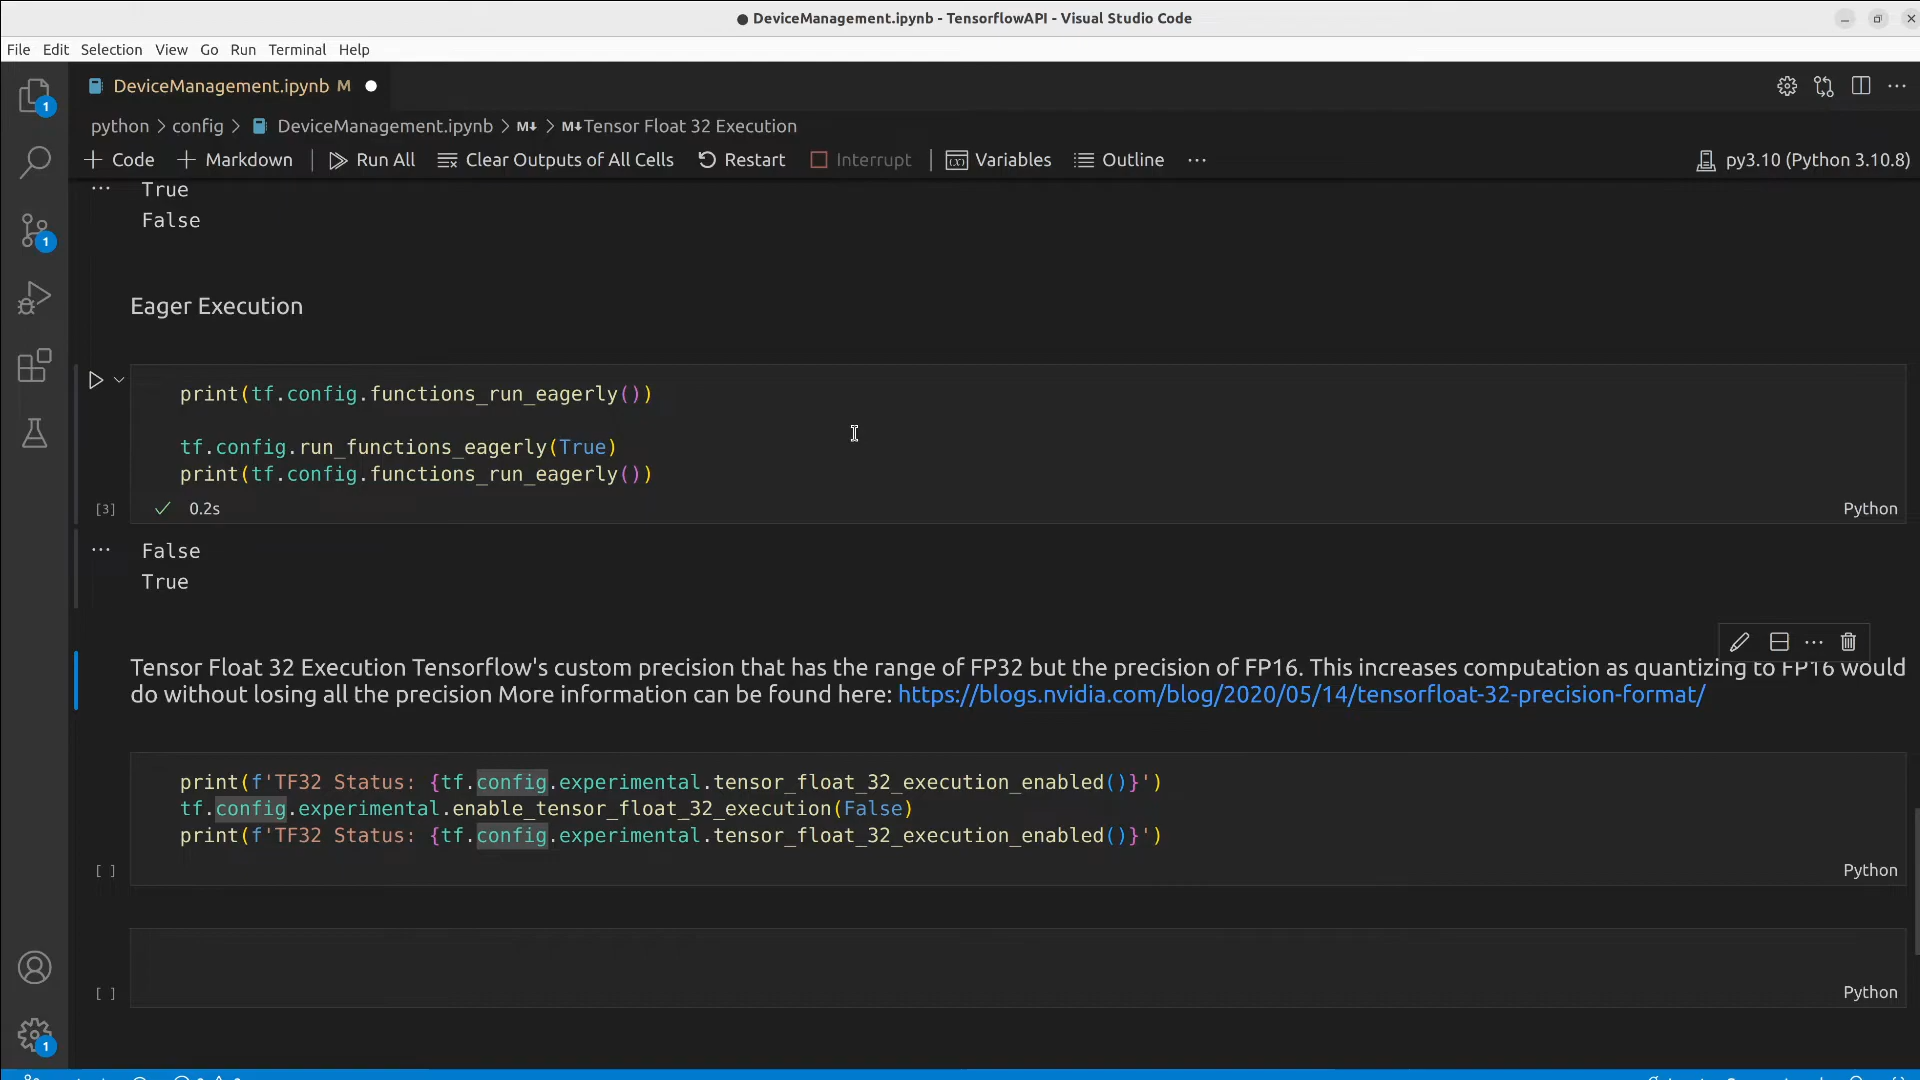 ● DeviceManagement.ipynb - TensorflowAPI - Visual Studio Code
File Edit Selection View Go Run Terminal Help
DeviceManagement.ipynb M
python > config > DeviceManagement.ipynb > M↓ > M↓Tensor Float 32 Execution
+ Code + Markdown | Run All Clear Outputs of All Cells Restart Interrupt | Variables Outline ··· py3.10 (Python 3.10.8)
··· True
False
Eager Execution
print(tf.config.functions_run_eagerly())
tf.config.run_functions_eagerly(True)
print(tf.config.functions_run_eagerly())
[3] ✓ 0.2s Python
··· False
True
Tensor Float 32 Execution Tensorflow's custom precision that has the range of FP32 but the precision of FP16. This increases computation as quantizing to FP16 would
do without losing all the precision More information can be found here: https://blogs.nvidia.com/blog/2020/05/14/tensorfloat-32-precision-format/
print(f'TF32 Status: {tf.config.experimental.tensor_float_32_execution_enabled()}')
tf.config.experimental.enable_tensor_float_32_execution(False)
print(f'TF32 Status: {tf.config.experimental.tensor_float_32_execution_enabled()}')
[ ] Python
[ ] Python
1
1
1